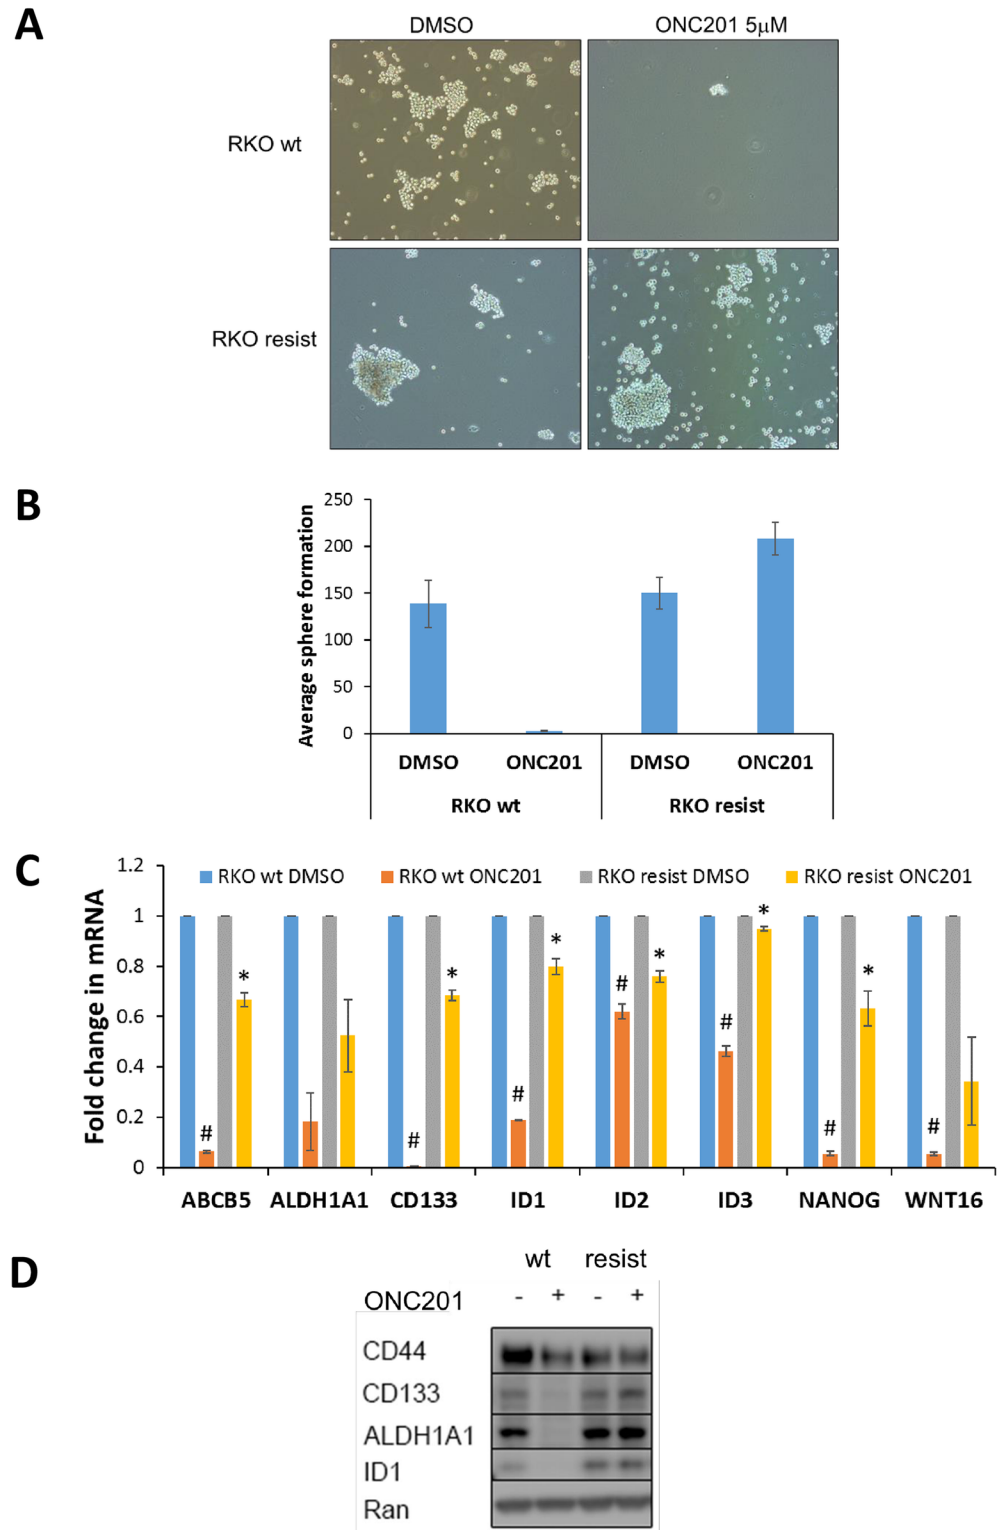 A
DMSO ONC201 5μM
RKO wt
RKO resist
B
Average sphere formation
250
200
150
100
50
0
DMSO ONC201 DMSO ONC201
RKO wt RKO resist
C
RKO wt DMSO RKO wt ONC201 RKO resist DMSO RKO resist ONC201
Fold change in mRNA
1.2
1
0.8
0.6
0.4
0.2
0
# * # * # * # * # * # * #
ABCB5 ALDH1A1 CD133 ID1 ID2 ID3 NANOG WNT16
D
wt resist
ONC201 - + - +
CD44
CD133
ALDH1A1
ID1
Ran